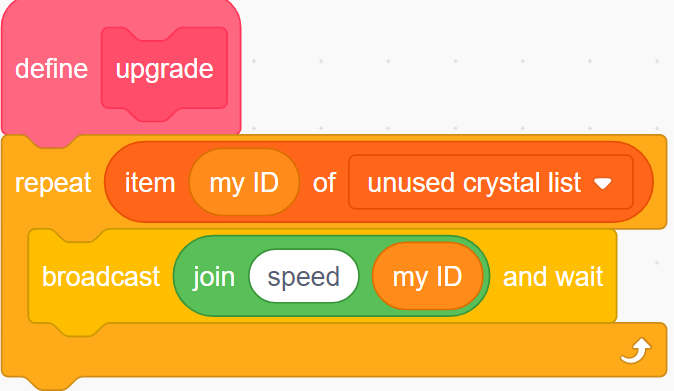 define upgrade
repeat item my ID of unused crystal list
broadcast join speed my ID and wait